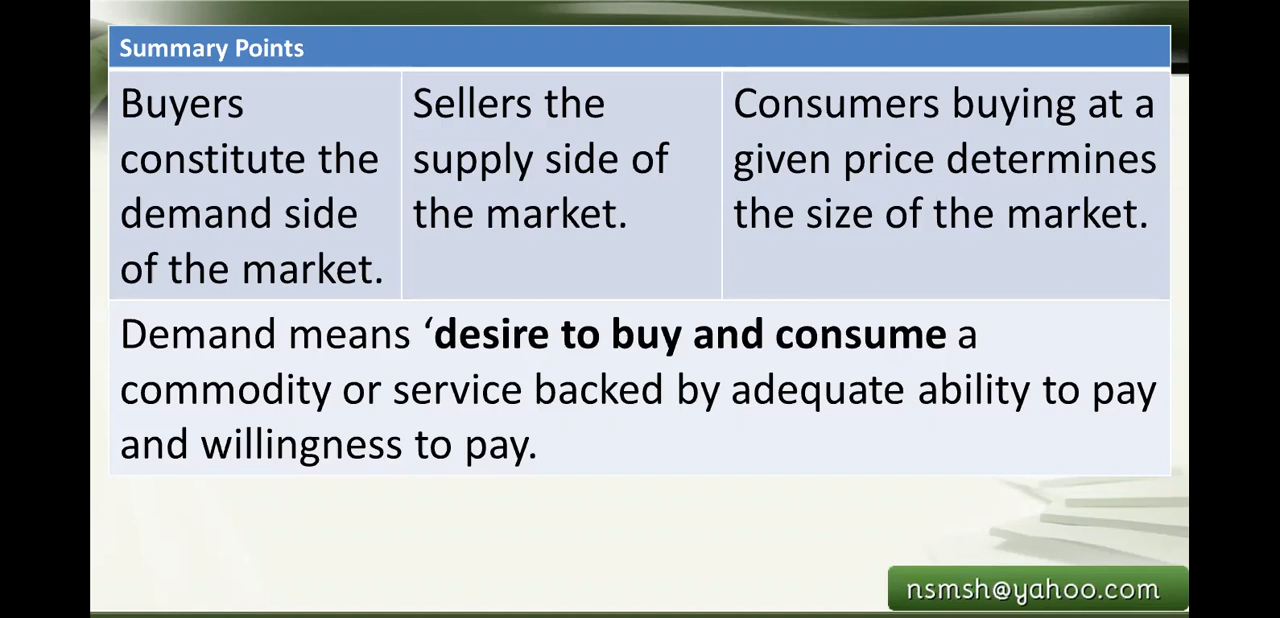 Summary Points
Buyers
constitute the
demand side
of the market.
Sellers the
supply side of
the market.
Consumers buying at a
given price determines
the size of the market.
Demand means ‘desire to buy and consume a
commodity or service backed by adequate ability to pay
and willingness to pay.
nsmsh@yahoo.com